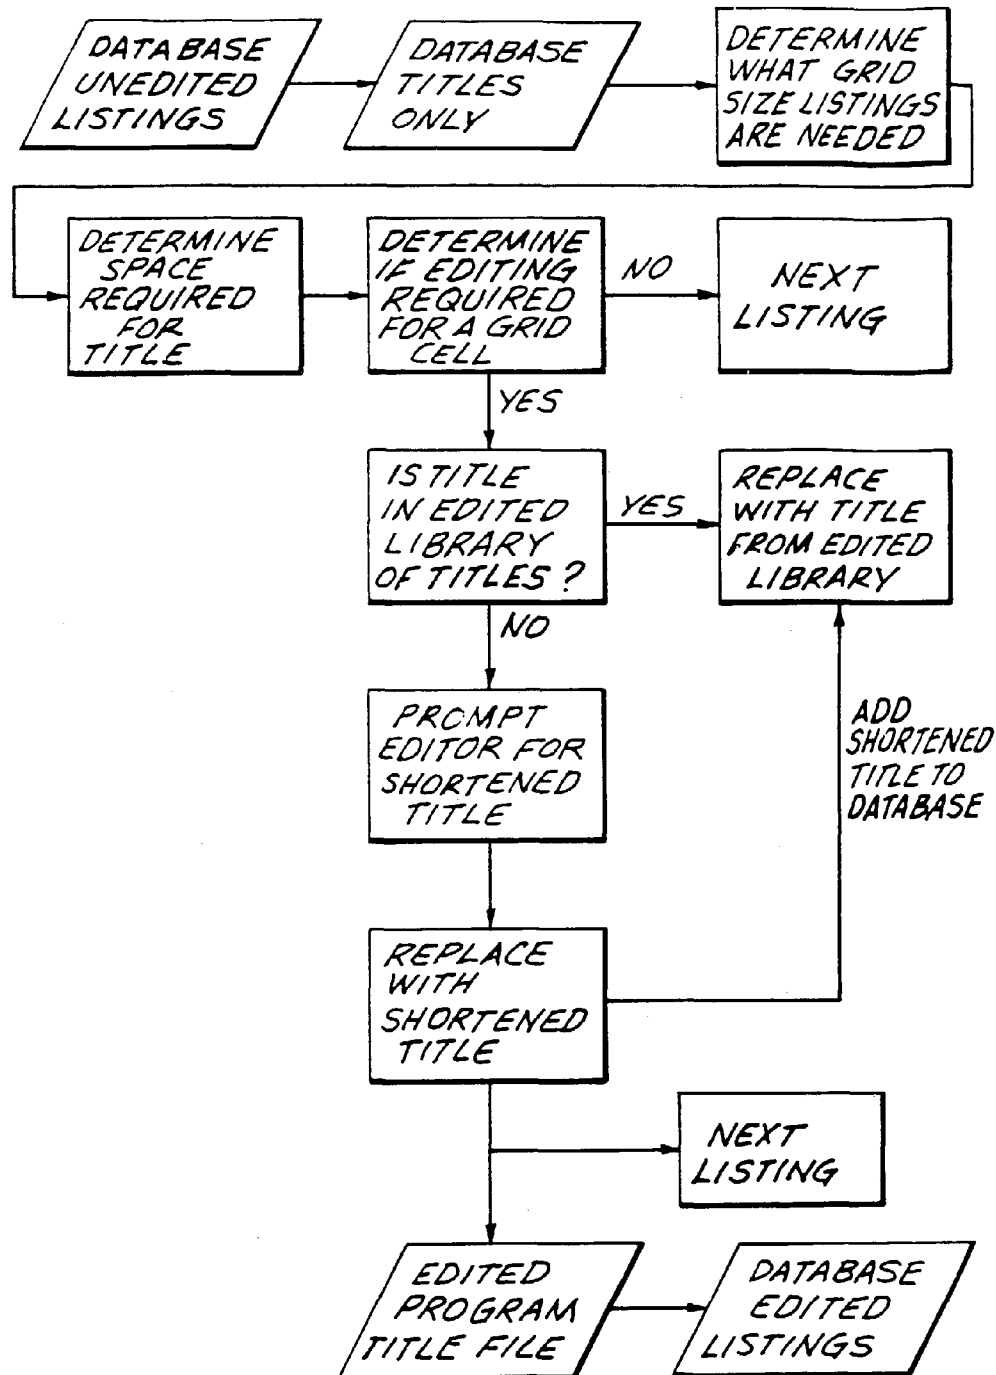 DATABASE
UNEDITED
LISTINGS
DATABASE
TITLES
ONLY
DETERMINE
WHAT GRID
SIZE LISTINGS
ARE NEEDED
DETERMINE
SPACE
REQUIRED
FOR
TITLE
DETERMINE
IF EDITING
REQUIRED
FOR A GRID
CELL
NO
NEXT
LISTING
YES
IS TITLE
IN EDITED
LIBRARY
OF TITLES?
YES
REPLACE
WITH TITLE
FROM EDITED
LIBRARY
NO
PROMPT
EDITOR FOR
SHORTENED
TITLE
ADD
SHORTENED
TITLE TO
DATABASE
REPLACE
WITH
SHORTENED
TITLE
NEXT
LISTING
EDITED
PROGRAM
TITLE FILE
DATABASE
EDITED
LISTINGS